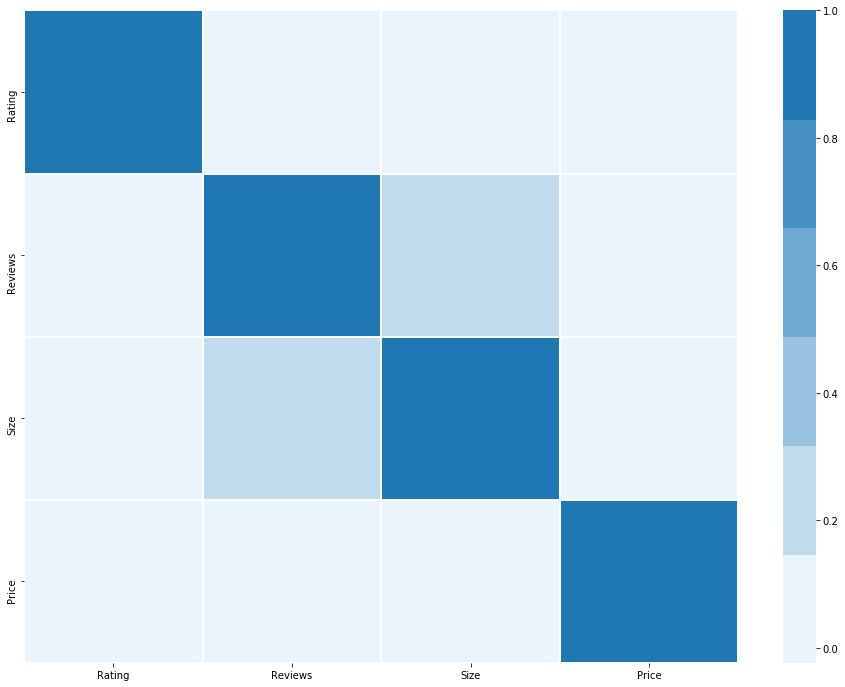 Rating
Reviews
Size
Price
Rating
Reviews
Size
Price
1.0
0.8
0.6
0.4
0.2
0.0